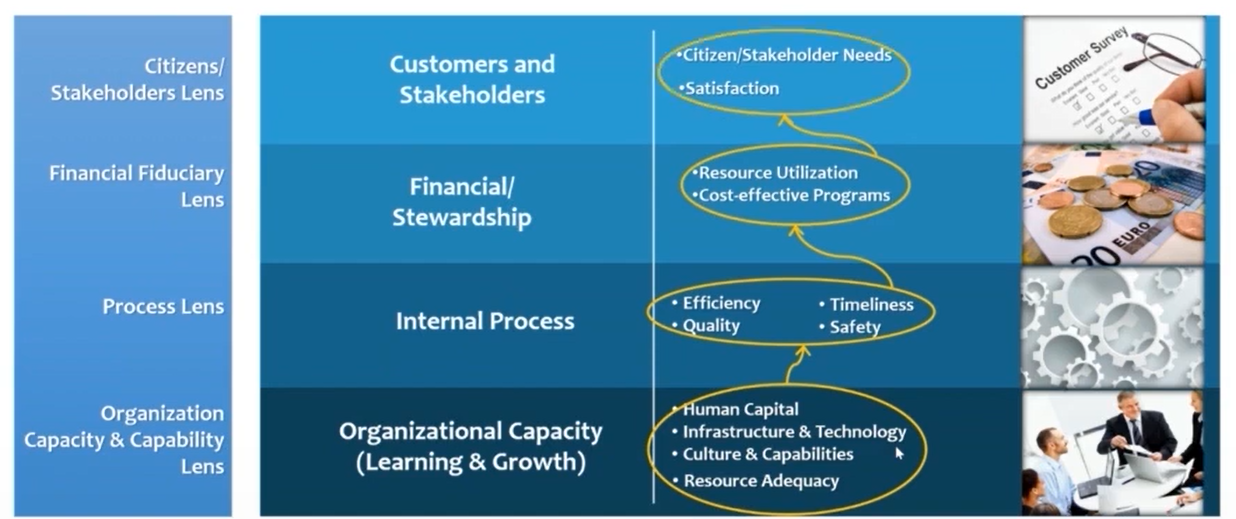 Citizens/
Stakeholders Lens
Customers and
Stakeholders
•Citizen/Stakeholder Needs
•Satisfaction
Customer Survey
Financial Fiduciary
Lens
Financial/
Stewardship
•Resource Utilization
•Cost-effective Programs
20 EURO
Process Lens
Internal Process
• Efficiency
• Timeliness
• Quality
• Safety
Organization
Capacity & Capability
Lens
Organizational Capacity
(Learning & Growth)
• Human Capital
• Infrastructure & Technology
• Culture & Capabilities
• Resource Adequacy